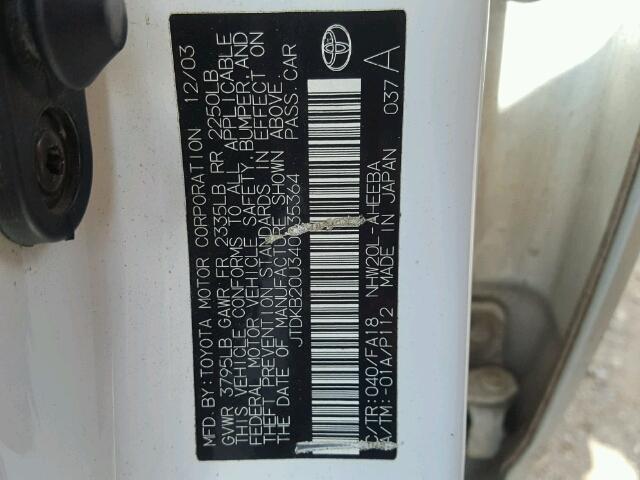 MFD.BY:TOYOTA MOTOR CORPORATION 12/03
GVWR 3795LB GAWR FR 2335LB RR 2250LB
THIS VEHICLE CONFORMS TO ALL APPLICABLE
FEDERAL MOTOR VEHICLE SAFETY, BUMPER, AND
THEFT PREVENTION STANDARDS IN EFFECT ON
THE DATE OF MANUFACTURE SHOWN ABOVE.
PASS.CAR
C/TR:040/FA18 NHW20L-AHEEBA
A/TM:-01A/P112 MADE IN JAPAN 037 A